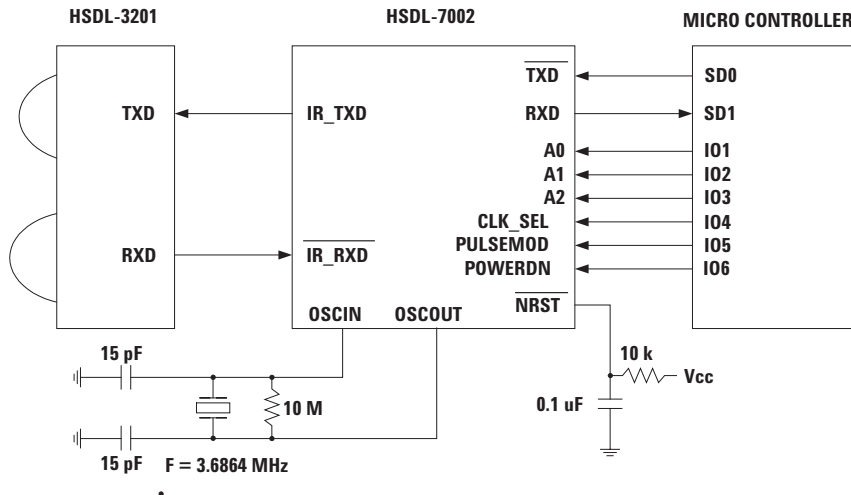 HSDL-3201
HSDL-7002
MICRO CONTROLLER
TXD
RXD
IR_TXD
IR_RXD
OSCIN
OSCOUT
TXD
RXD
A0
A1
A2
CLK_SEL
PULSEMOD
POWERDN
NRST
SD0
SD1
IO1
IO2
IO3
IO4
IO5
IO6
15 pF
10 M
15 pF
F = 3.6864 MHz
10 k
Vcc
0.1 uF